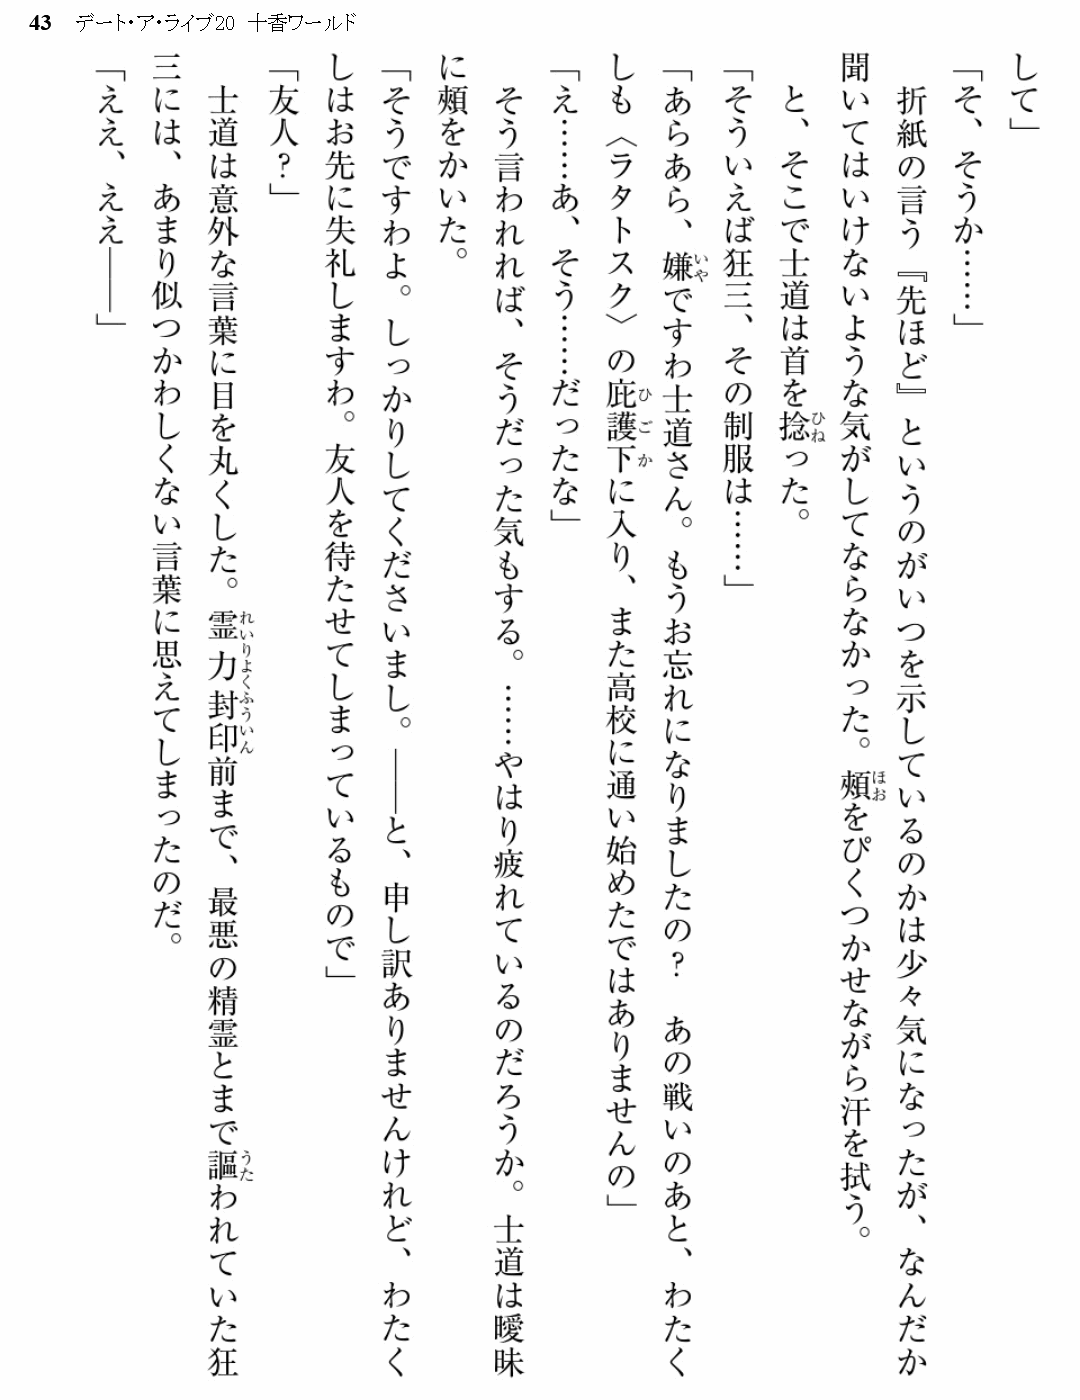 43 デート・ア・ライブ20 十香ワールド
して」
「そ、そうか……」
　折紙の言う『先ほど』というのがいつを示しているのかは少々気になったが、なんだか
聞いてはいけないような気がしてならなかった。頰をぴくつかせながら汗を拭う。
　と、そこで士道は首を捻った。
「そういえば狂三、その制服は……」
「あらあら、嫌ですわ士道さん。もうお忘れになりましたの？　あの戦いのあと、わたく
しも〈ラタトスク〉の庇護下に入り、また高校に通い始めたではありませんの」
「え……あ、そう……だったな」
　そう言われれば、そうだった気もする。……やはり疲れているのだろうか。士道は曖昧
に頰をかいた。
「そうですわよ。しっかりしてくださいまし。――と、申し訳ありませんけれど、わたく
しはお先に失礼しますわ。友人を待たせてしまっているもので」
「友人？」
　士道は意外な言葉に目を丸くした。霊力封印前まで、最悪の精霊とまで謳われていた狂
三には、あまり似つかわしくない言葉に思えてしまったのだ。
「ええ、ええ――」